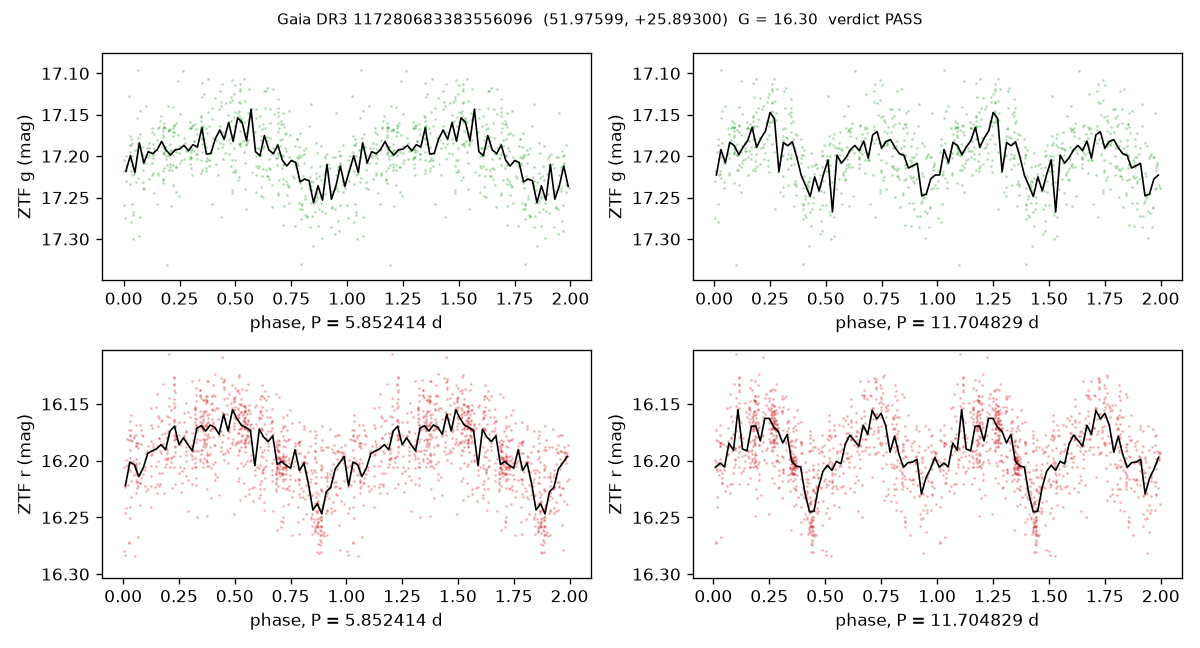 Gaia DR3 117280683383556096 (51.97599, +25.89300) G = 16.30 verdict PASS
ZTF g (mag)
17.10
17.15
17.20
17.25
17.30
0.00 0.25 0.50 0.75 1.00 1.25 1.50 1.75 2.00
phase, P = 5.852414 d
ZTF g (mag)
17.10
17.15
17.20
17.25
17.30
0.00 0.25 0.50 0.75 1.00 1.25 1.50 1.75 2.00
phase, P = 11.704829 d
ZTF r (mag)
16.15
16.20
16.25
16.30
0.00 0.25 0.50 0.75 1.00 1.25 1.50 1.75 2.00
phase, P = 5.852414 d
ZTF r (mag)
16.15
16.20
16.25
16.30
0.00 0.25 0.50 0.75 1.00 1.25 1.50 1.75 2.00
phase, P = 11.704829 d